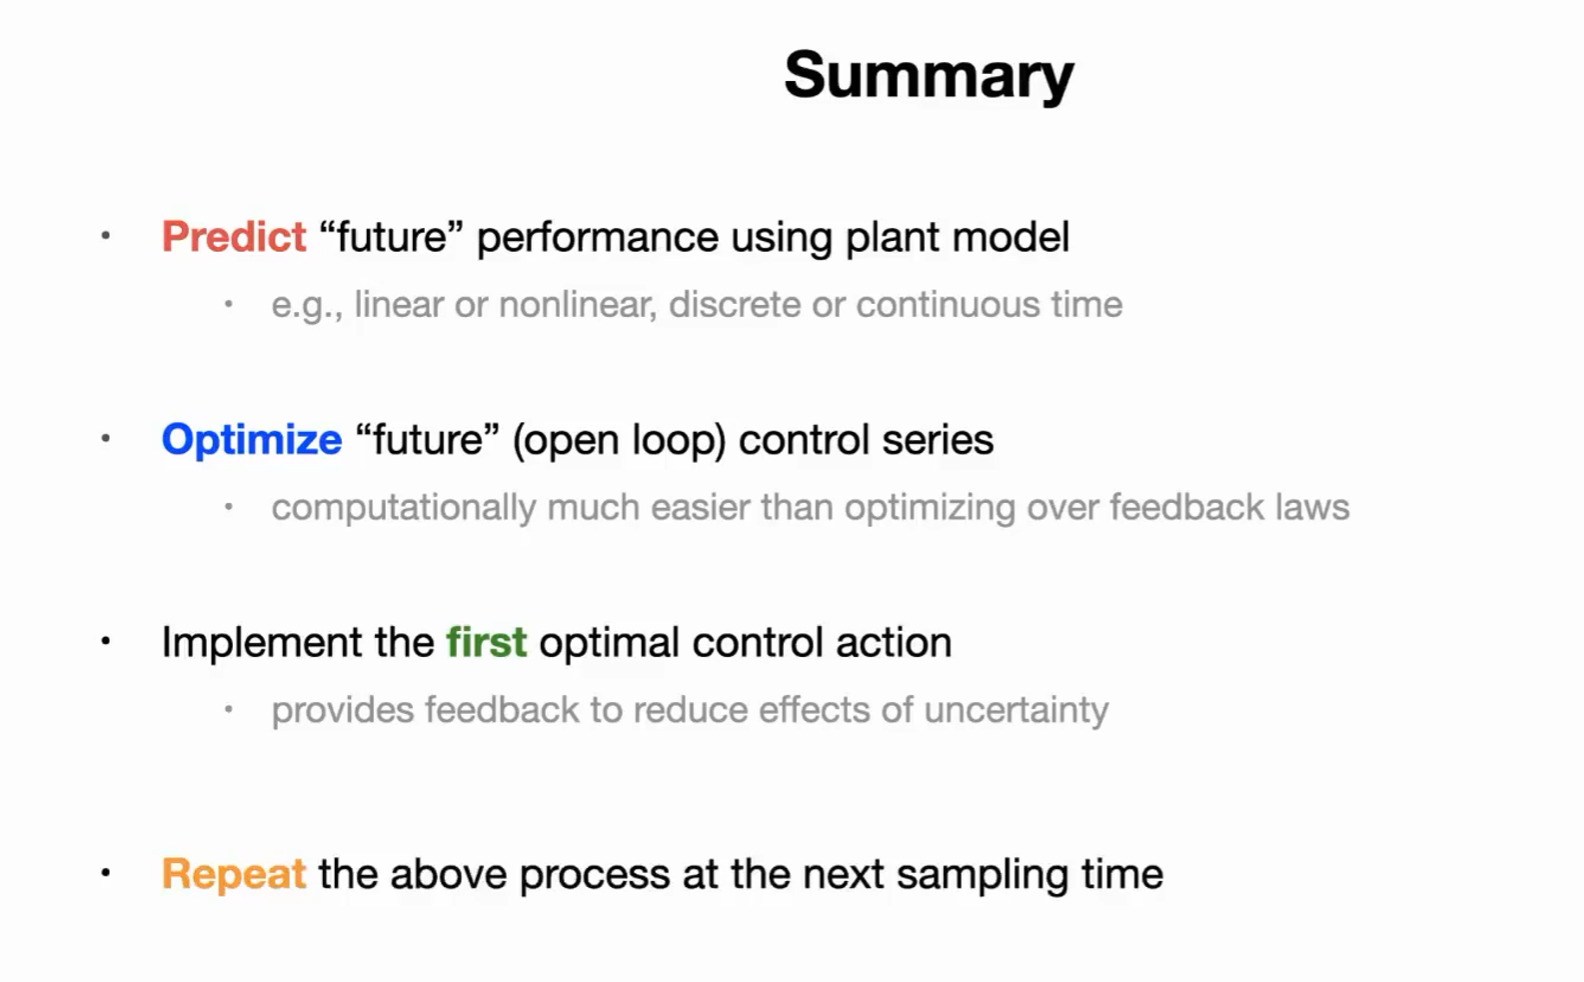 Summary
· Predict “future” performance using plant model
· e.g., linear or nonlinear, discrete or continuous time
· Optimize “future” (open loop) control series
· computationally much easier than optimizing over feedback laws
· Implement the first optimal control action
· provides feedback to reduce effects of uncertainty
· Repeat the above process at the next sampling time